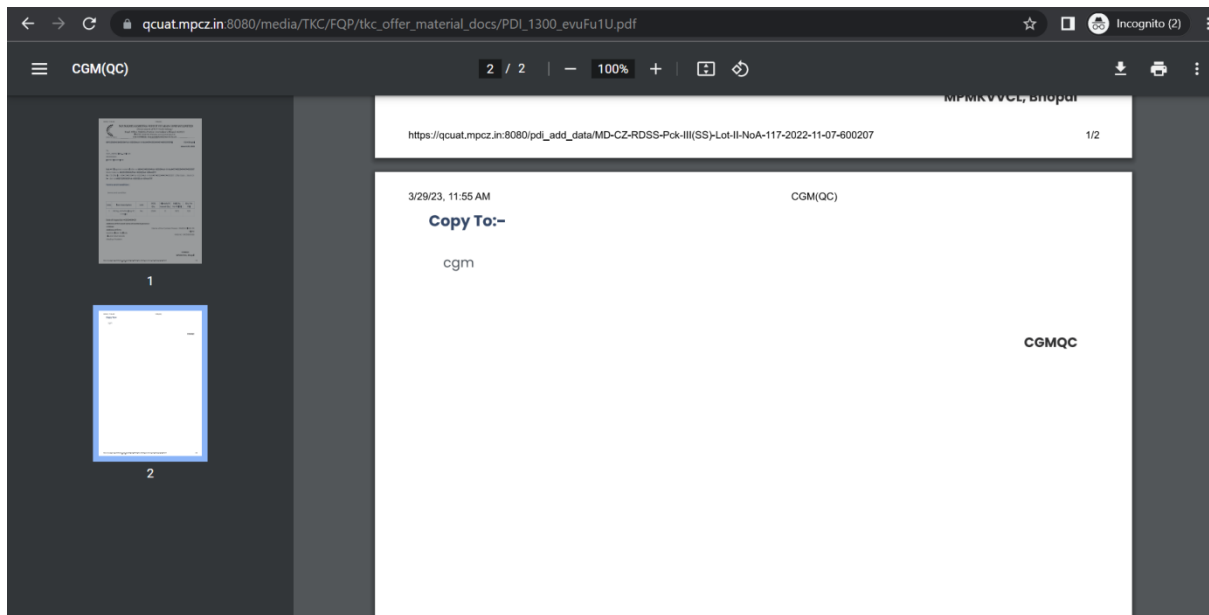 qcuat.mpcz.in:8080/media/TKC/FQP/tkc_offer_material_docs/PDI_1300_evuFu1U.pdf
Incognito (2)
CGM(QC)
2 / 2
100%
MPMKVVCL, Bhopal
https://qcuat.mpcz.in:8080/pdi_add_data/MD-CZ-RDSS-Pck-III(SS)-Lot-II-NoA-117-2022-11-07-600207 1/2
3/29/23, 11:55 AM CGM(QC)
Copy To:-
cgm
CGMQC
1
2